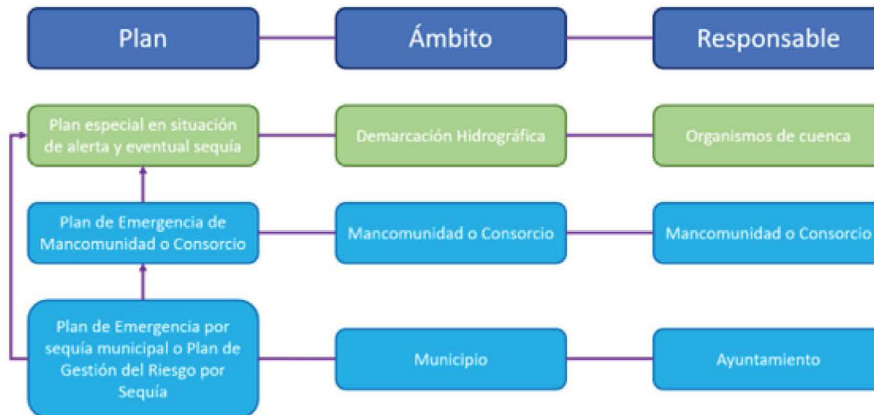 Plan
Ámbito
Responsable
Plan especial en situación
de alerta y eventual sequía
Demarcación Hidrográfica
Organismos de cuenca
Plan de Emergencia de
Mancomunidad o Consorcio
Mancomunidad o Consorcio
Mancomunidad o Consorcio
Plan de Emergencia por
sequía municipal o Plan de
Gestión del Riesgo por
Sequía
Municipio
Ayuntamiento